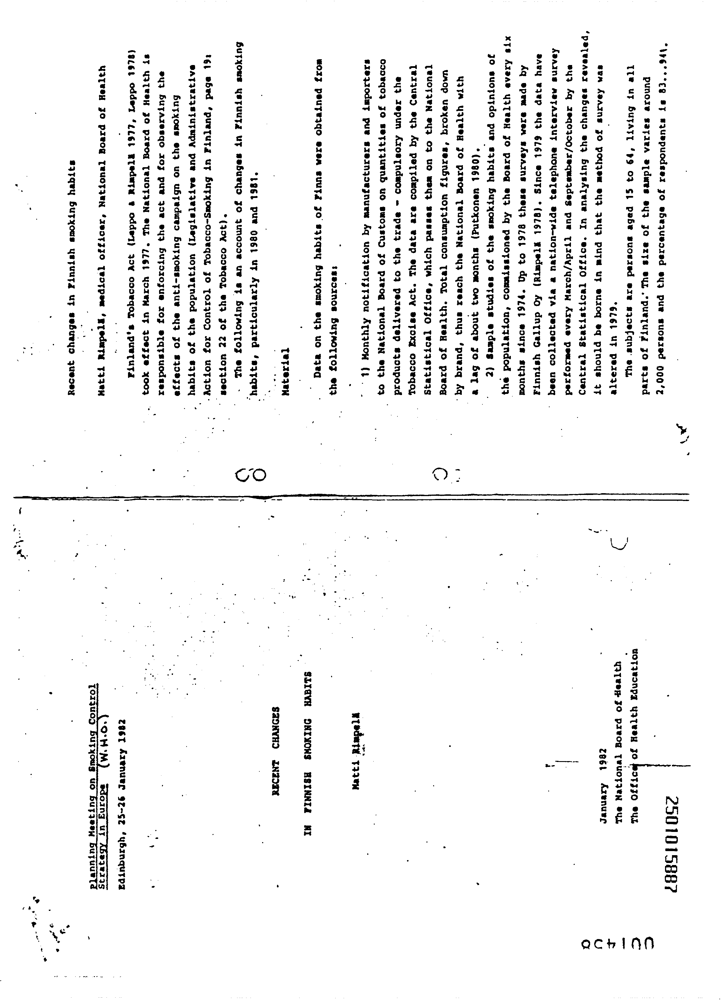 Planning Meeting on Smoking Control
Strategy in Europe (W.H.O.)
Edinburgh, 25-26 January 1982
RECENT CHANGES
IN FINNISH SMOKING HABITS
Matti Rimpelä
January 1982
The National Board of Health
The Office of Health Education
2501015887
001438
Recent changes in Finnish smoking habits
Matti Rimpelä, medical officer, National Board of Health
Finland's Tobacco Act (Leppo & Rimpelä 1977, Leppo 1978)
took effect in March 1977. The National Board of Health is
responsible for enforcing the act and for observing the
effects of the anti-smoking campaign on the smoking
habits of the population (Legislative and Administrative
Action for Control of Tobacco-Smoking in Finland, page 19:
section 22 of the Tobacco Act).
The following is an account of changes in Finnish smoking
habits, particularly in 1980 and 1981.
Material
Data on the smoking habits of Finns were obtained from
the following sources:
1) Monthly notification by manufacturers and importers
to the National Board of Customs on quantities of tobacco
products delivered to the trade - compulsory under the
Tobacco Excise Act. The data are compiled by the Central
Statistical Office, which passes them on to the National
Board of Health. Total consumption figures, broken down
by brand, thus reach the National Board of Health with
a lag of about two months (Putkonen 1980).
2) Sample studies of the smoking habits and opinions of
the population, commissioned by the Board of Health every six
months since 1974. Up to 1978 these surveys were made by
Finnish Gallup Oy (Rimpelä 1978). Since 1979 the data have
been collected via a nation-wide telephone interview survey
performed every March/April and September/October by the
Central Statistical Office. In analysing the changes revealed,
it should be borne in mind that the method of survey was
altered in 1979.
The subjects are persons aged 15 to 64, living in all
parts of Finland. The size of the sample varies around
2,000 persons and the percentage of respondents is 83...94%.